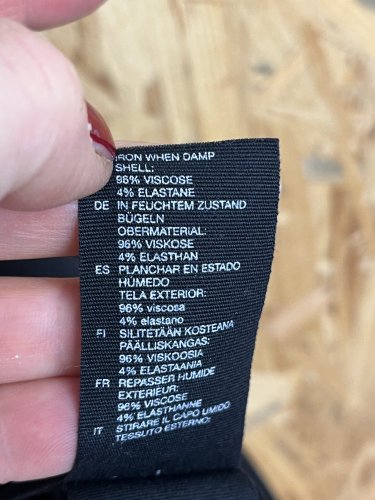 IRON WHEN DAMP
SHELL:
96% VISCOSE
4% ELASTANE
DE IN FEUCHTEM ZUSTAND
BÜGELN
OBERMATERIAL:
96% VISKOSE
4% ELASTHAN
ES PLANCHAR EN ESTADO
HÚMEDO
TELA EXTERIOR:
96% viscosa
4% elastano
FI SILITETÄÄN KOSTEANA
PÄÄLLISKANGAS:
96% VISKOOSIA
4% ELASTAANIA
FR REPASSER HUMIDE
EXTERIEUR:
96% VISCOSE
4% ELASTHANNE
IT STIRARE IL CAPO UMIDO
TESSUTO ESTERNO: